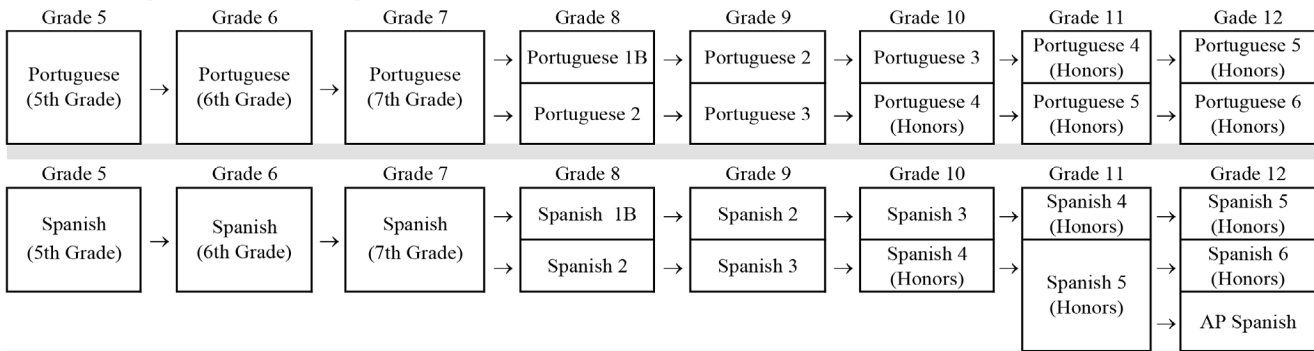 Grade 5 Grade 6 Grade 7 Grade 8 Grade 9 Grade 10 Grade 11 Gade 12
Portuguese
(5th Grade)
→
Portuguese
(6th Grade)
→
Portuguese
(7th Grade)
→ Portuguese 1B → Portuguese 2 → Portuguese 3 → Portuguese 4
(Honors) → Portuguese 5
(Honors)
→ Portuguese 2 → Portuguese 3 → Portuguese 4
(Honors) → Portuguese 5
(Honors) → Portuguese 6
(Honors)
Grade 5 Grade 6 Grade 7 Grade 8 Grade 9 Grade 10 Grade 11 Grade 12
Spanish
(5th Grade)
→
Spanish
(6th Grade)
→
Spanish
(7th Grade)
→ Spanish 1B → Spanish 2 → Spanish 3 → Spanish 4
(Honors) → Spanish 5
(Honors)
→ Spanish 2 → Spanish 3 → Spanish 4
(Honors) → Spanish 5
(Honors) → Spanish 6
(Honors)
→ AP Spanish